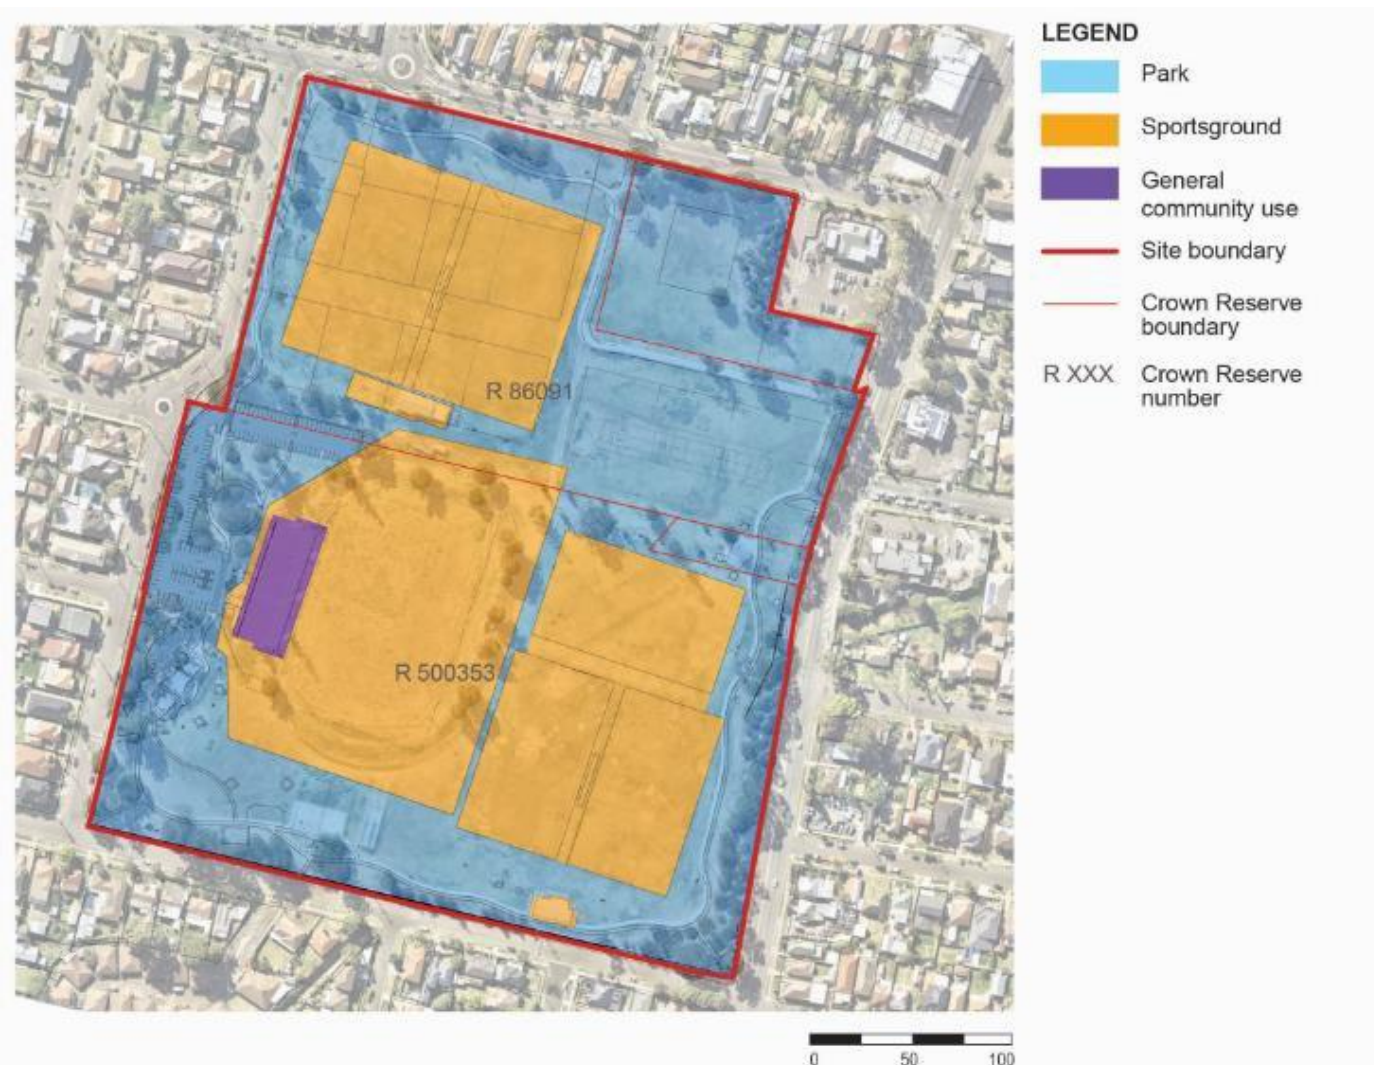 LEGEND
Park
Sportsground
General
community use
Site boundary
Crown Reserve
boundary
R XXX Crown Reserve
number
R 86091
R 500353
0 50 100